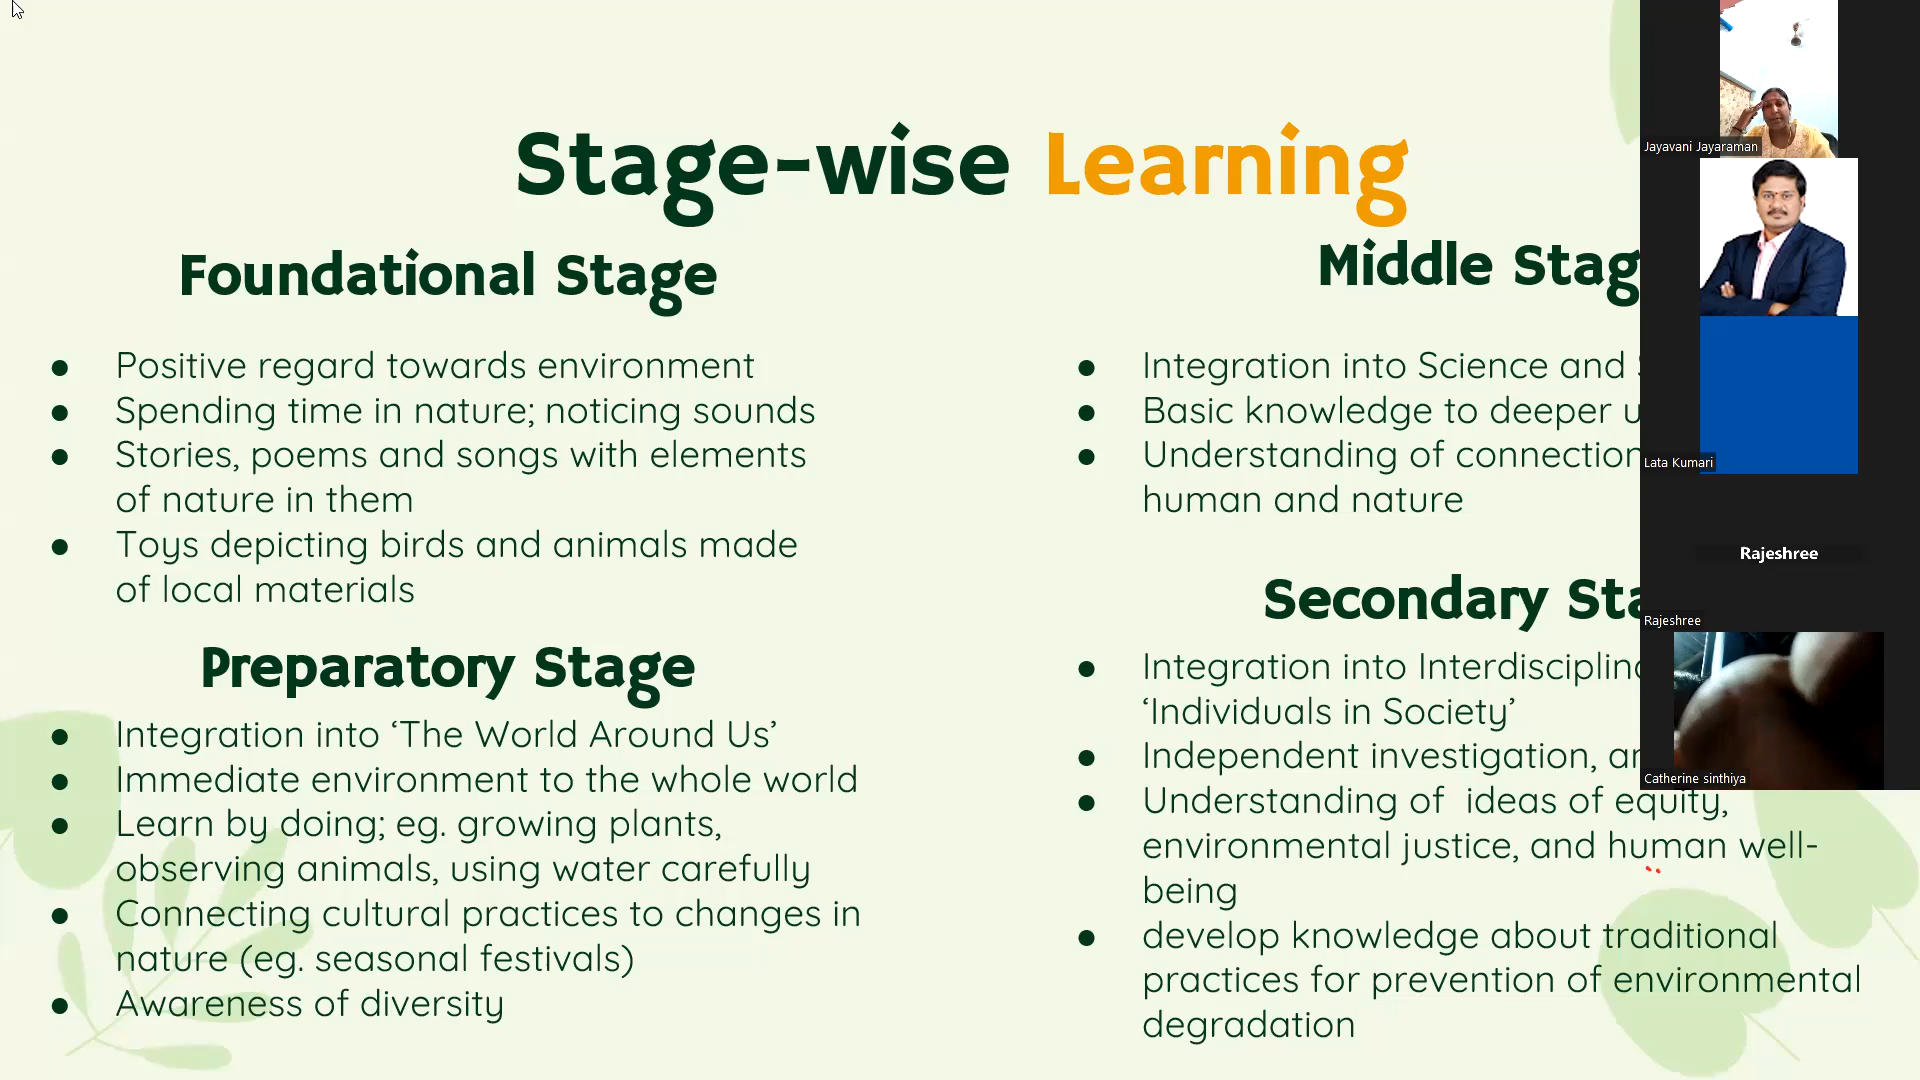 Stage-wise Learning
Foundational Stage
● Positive regard towards environment
● Spending time in nature; noticing sounds
● Stories, poems and songs with elements
of nature in them
● Toys depicting birds and animals made
of local materials
Preparatory Stage
● Integration into ‘The World Around Us’
● Immediate environment to the whole world
● Learn by doing; eg. growing plants,
observing animals, using water carefully
● Connecting cultural practices to changes in
nature (eg. seasonal festivals)
● Awareness of diversity
Middle Stag
● Integration into Science and
● Basic knowledge to deeper
● Understanding of connection
human and nature
Secondary Sta
● Integration into Interdisciplina
‘Individuals in Society’
● Independent investigation,
● Understanding of ideas of equity,
environmental justice, and human well-
being
● develop knowledge about traditional
practices for prevention of environmental
degradation
Jayavani Jayaraman
Lata Kumari
Rajeshree
Rajeshree
Catherine sinthiya